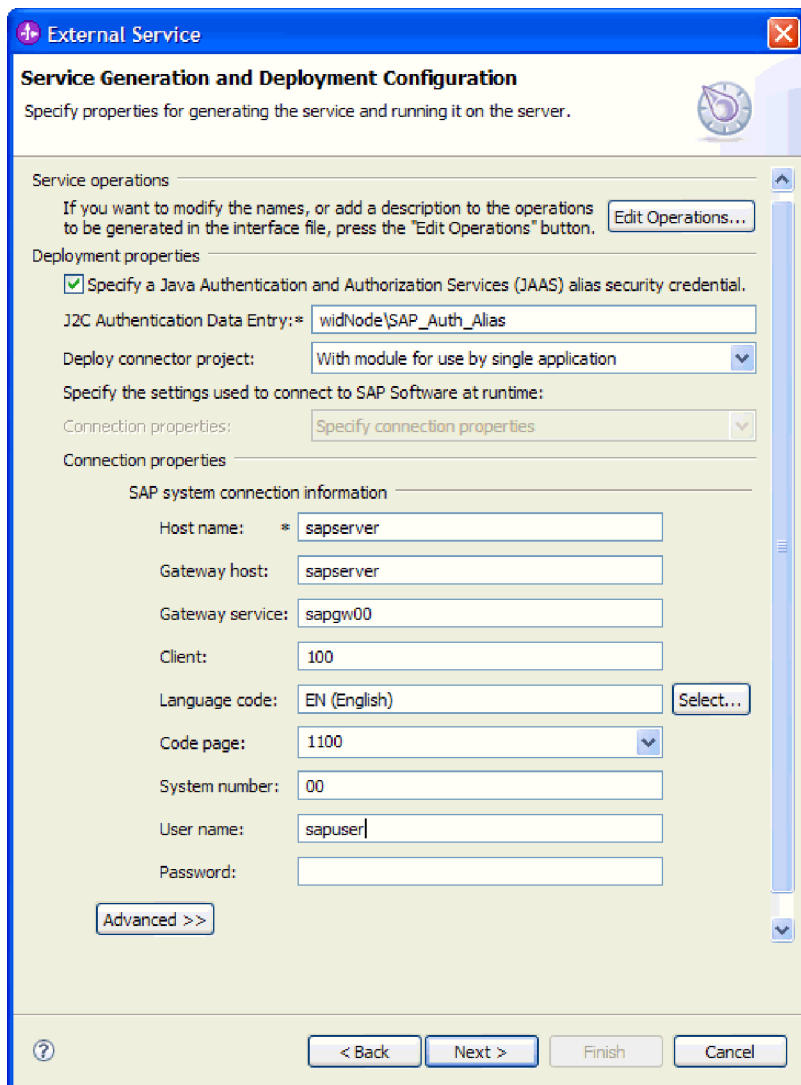 External Service
Service Generation and Deployment Configuration
Specify properties for generating the service and running it on the server.
Service operations
If you want to modify the names, or add a description to the operations
to be generated in the interface file, press the "Edit Operations" button.
Edit Operations...
Deployment properties
Specify a Java Authentication and Authorization Services (JAAS) alias security credential.
J2C Authentication Data Entry:* widNode\SAP_Auth_Alias
Deploy connector project: With module for use by single application
Specify the settings used to connect to SAP Software at runtime:
Connection properties: Specify connection properties
Connection properties
SAP system connection information
Host name: * sapserver
Gateway host: sapserver
Gateway service: sapgw00
Client: 100
Language code: EN (English) Select...
Code page: 1100
System number: 00
User name: sapuser
Password:
Advanced >>
? < Back Next > Finish Cancel